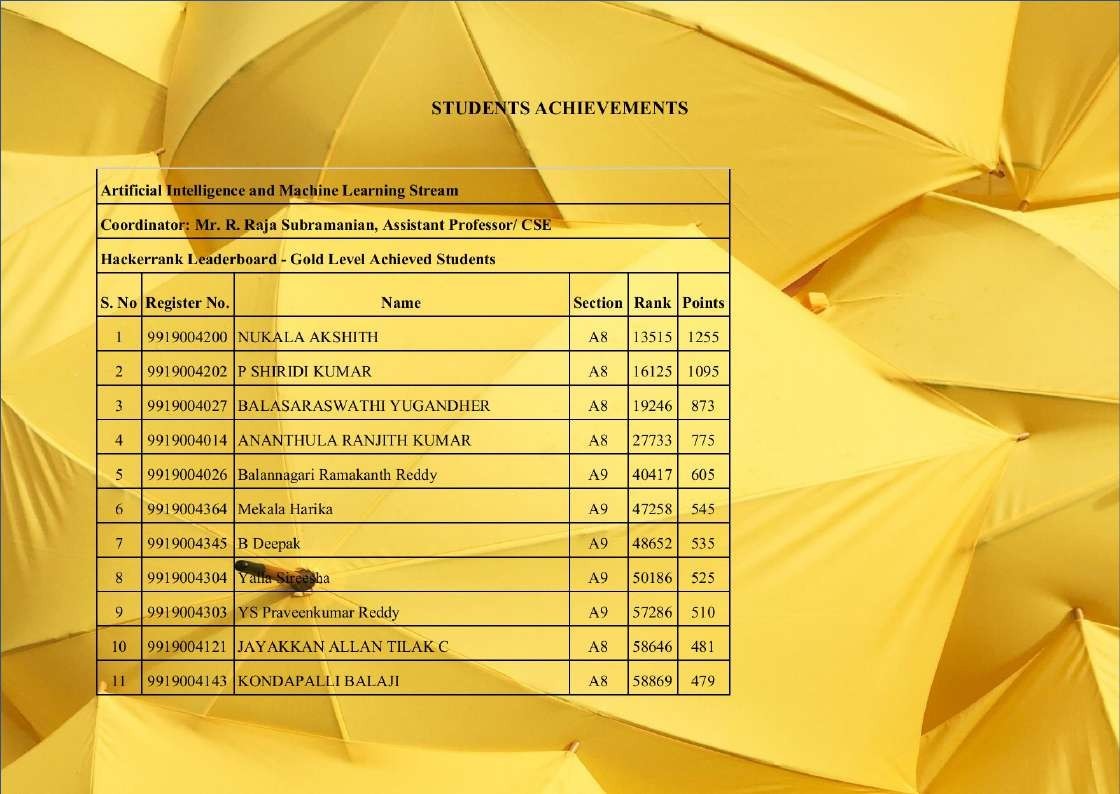 STUDENTS ACHIEVEMENTS
Artificial Intelligence and Machine Learning Stream
Coordinator: Mr. R. Raja Subramanian, Assistant Professor/ CSE
Hackerrank Leaderboard - Gold Level Achieved Students
S. No Register No. Name Section Rank Points
1 9919004200 NUKALA AKSHITH A8 13515 1255
2 9919004202 P SHIRIDI KUMAR A8 16125 1095
3 9919004027 BALASARASWATHI YUGANDHER A8 19246 873
4 9919004014 ANANTHULA RANJITH KUMAR A8 27733 775
5 9919004026 Balannagari Ramakanth Reddy A9 40417 605
6 9919004364 Mekala Harika A9 47258 545
7 9919004345 B Deepak A9 48652 535
8 9919004304 Yalla Sireesha A9 50186 525
9 9919004303 YS Praveenkumar Reddy A9 57286 510
10 9919004121 JAYAKKAN ALLAN TILAK C A8 58646 481
11 9919004143 KONDAPALLI BALAJI A8 58869 479